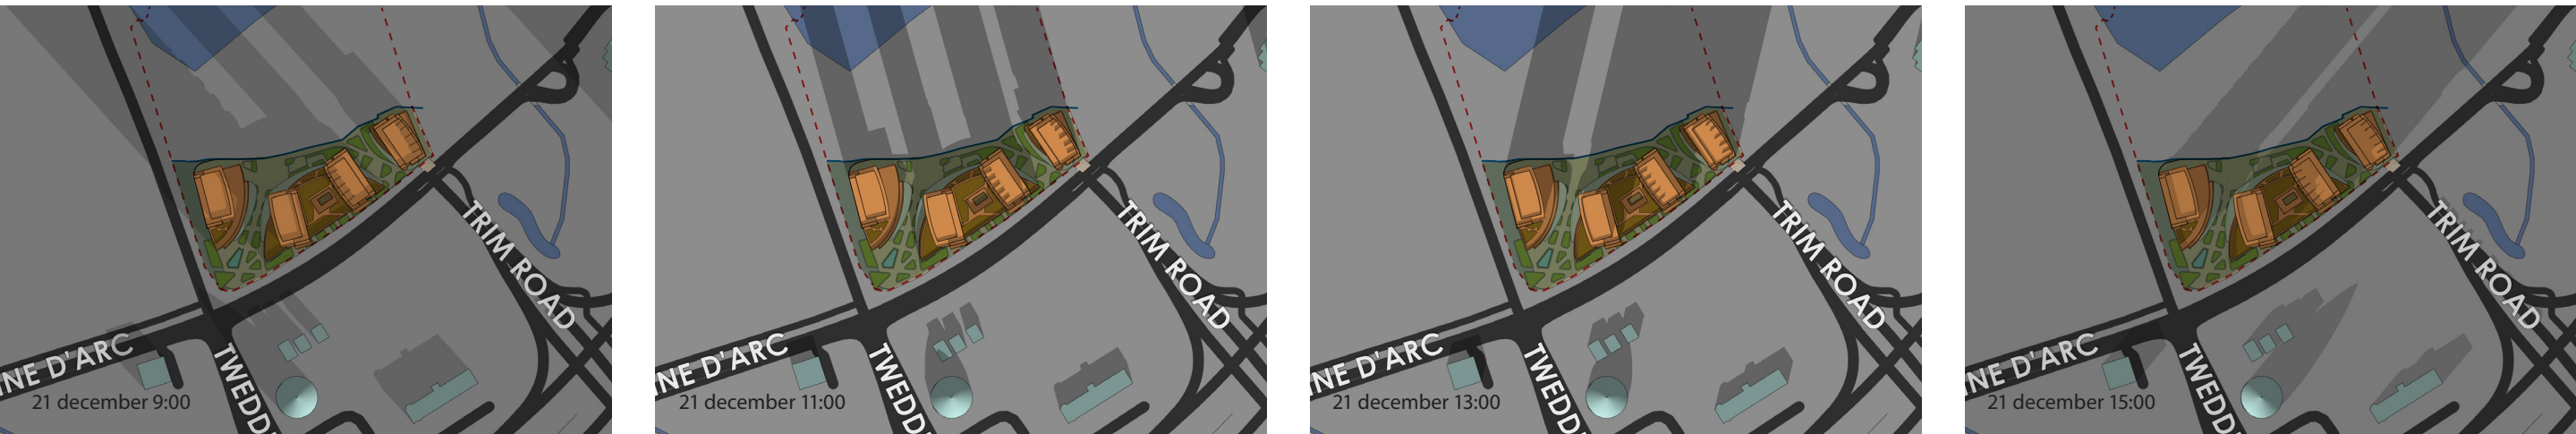 TRIM ROAD
NE D'ARC
TWEDD
21 december 9:00
TRIM ROAD
NE D'ARC
TWEDD
21 december 11:00
TRIM ROAD
NE D'ARC
TWEDD
21 december 13:00
TRIM ROAD
NE D'ARC
TWEDD
21 december 15:00